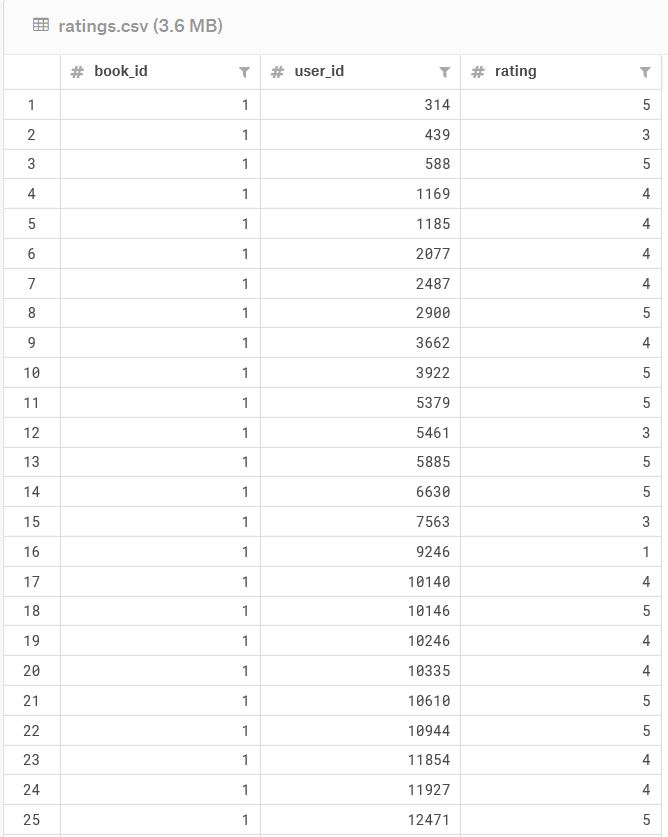 ratings.csv (3.6 MB)
# book_id # user_id # rating
1 1 314 5
2 1 439 3
3 1 588 5
4 1 1169 4
5 1 1185 4
6 1 2077 4
7 1 2487 4
8 1 2900 5
9 1 3662 4
10 1 3922 5
11 1 5379 5
12 1 5461 3
13 1 5885 5
14 1 6630 5
15 1 7563 3
16 1 9246 1
17 1 10140 4
18 1 10146 5
19 1 10246 4
20 1 10335 4
21 1 10610 5
22 1 10944 5
23 1 11854 4
24 1 11927 4
25 1 12471 5